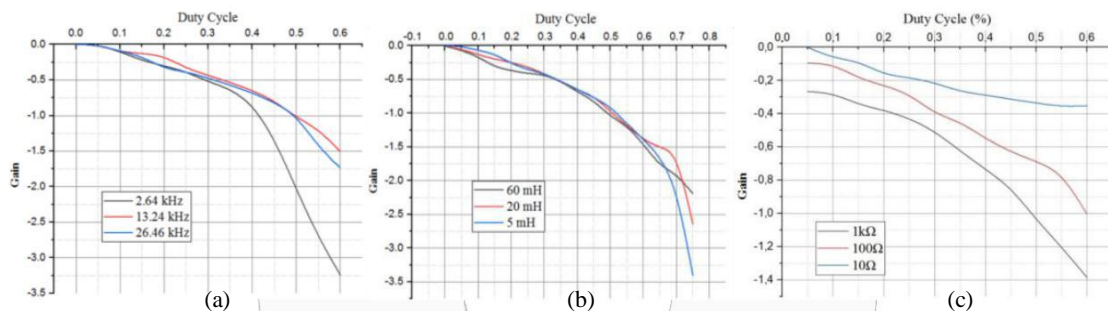 Duty Cycle
0.0 0.1 0.2 0.3 0.4 0.5 0.6
0.0
-0.5
-1.0
-1.5
-2.0
-2.5
-3.0
-3.5
Gain
2.64 kHz
13.24 kHz
26.46 kHz
(a)
Duty Cycle
-0.1 0.0 0.1 0.2 0.3 0.4 0.5 0.6 0.7 0.8
0.0
-0.5
-1.0
-1.5
-2.0
-2.5
-3.0
-3.5
Gain
60 mH
20 mH
5 mH
(b)
Duty Cycle (%)
0,0 0,1 0,2 0,3 0,4 0,5 0,6
0,0
-0,2
-0,4
-0,6
-0,8
-1,0
-1,2
-1,4
Gain
1kΩ
100Ω
10Ω
(c)